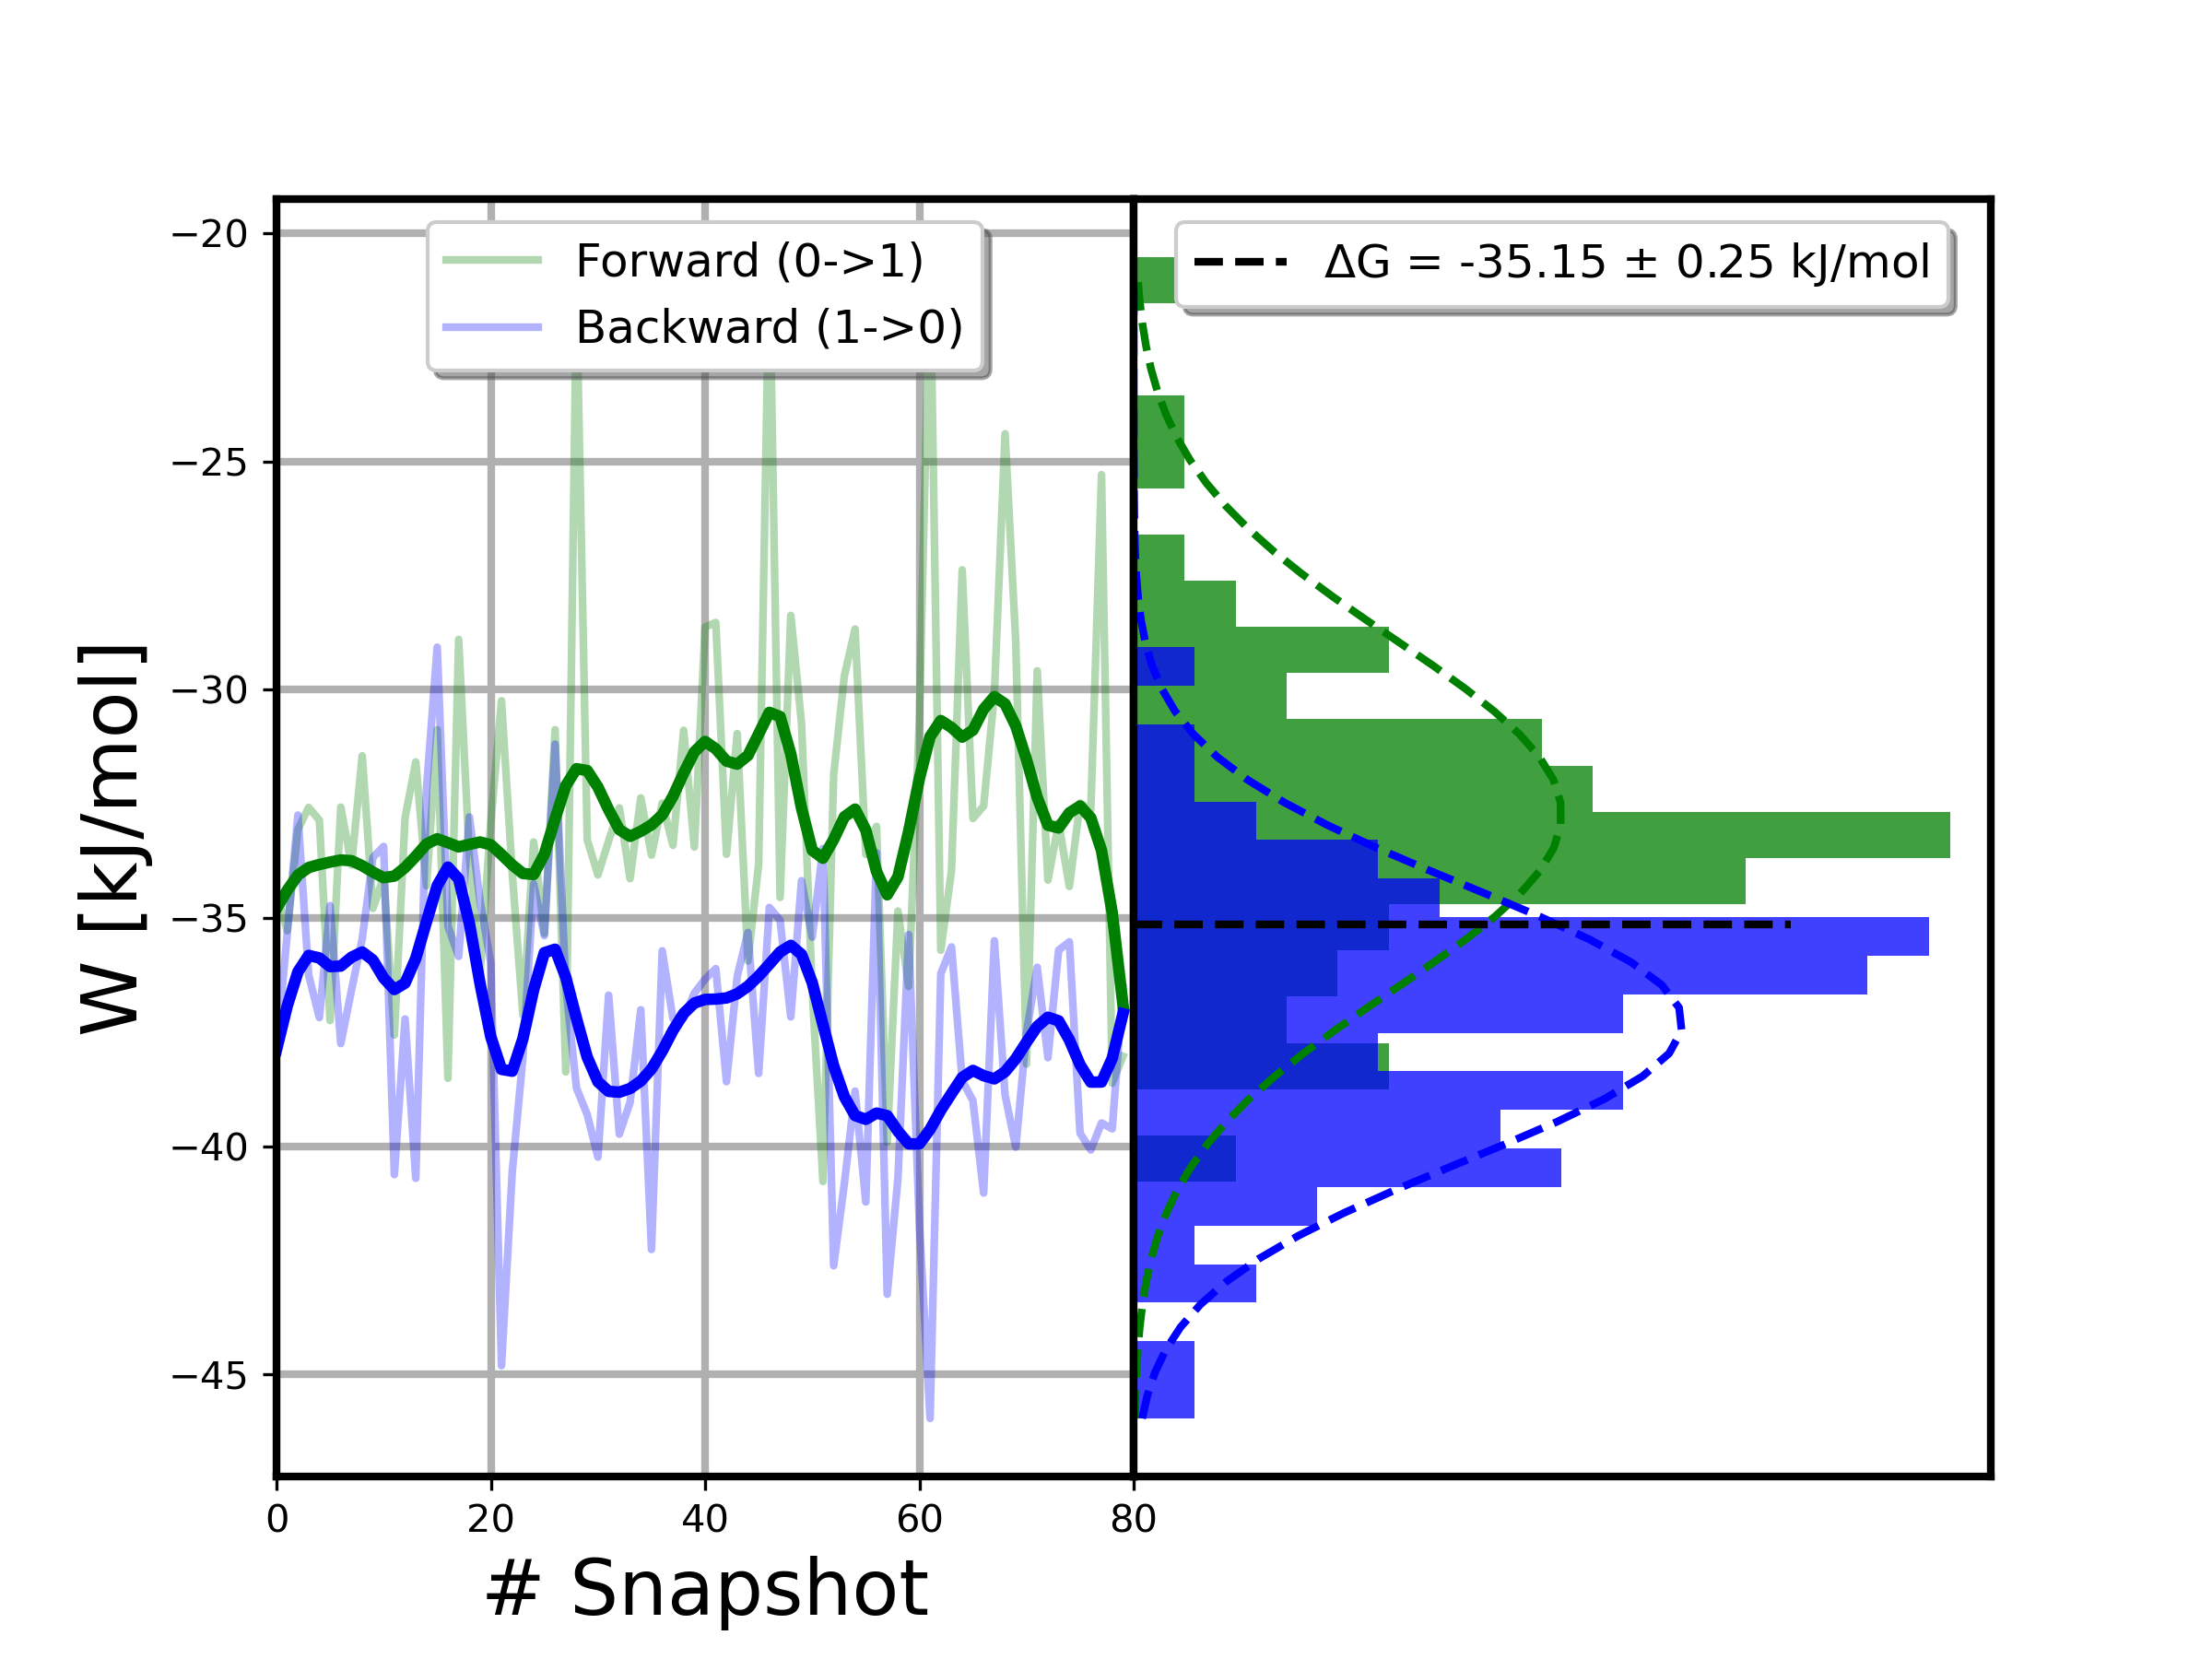 Forward (0->1)
Backward (1->0)
ΔG = -35.15 ± 0.25 kJ/mol
W [kJ/mol]
−20
−25
−30
−35
−40
−45
0 20 40 60 80
# Snapshot